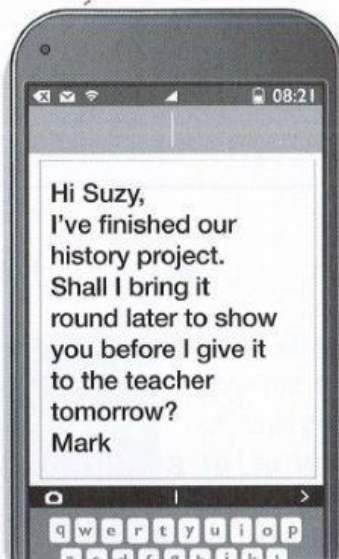 08:21
Hi Suzy,
I've finished our
history project.
Shall I bring it
round later to show
you before I give it
to the teacher
tomorrow?
Mark
q w e r t y u i o p